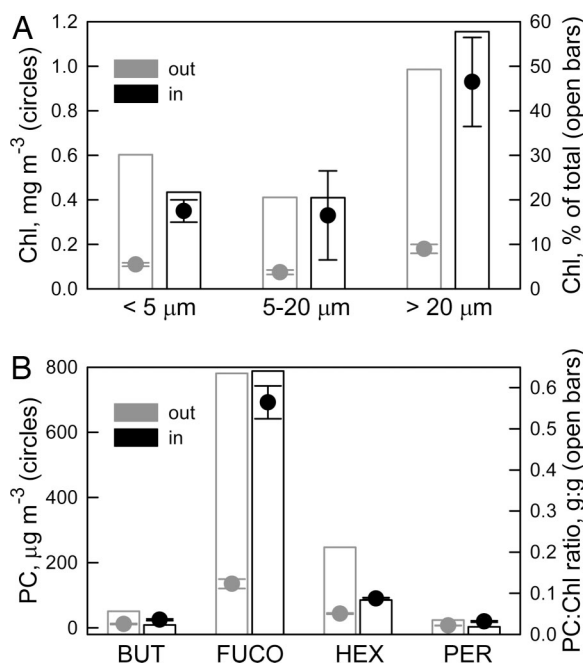 A
Chl, mg m-3 (circles)
1.2
1.0
0.8
0.6
0.4
0.2
0.0
out
in
60
50
40
30
20
10
0
Chl, % of total (open bars)
< 5 μm
5-20 μm
> 20 μm
B
PC, μg m-3 (circles)
800
600
400
200
0
out
in
0.6
0.5
0.4
0.3
0.2
0.1
0.0
PC:Chl ratio, g:g (open bars)
BUT
FUCO
HEX
PER